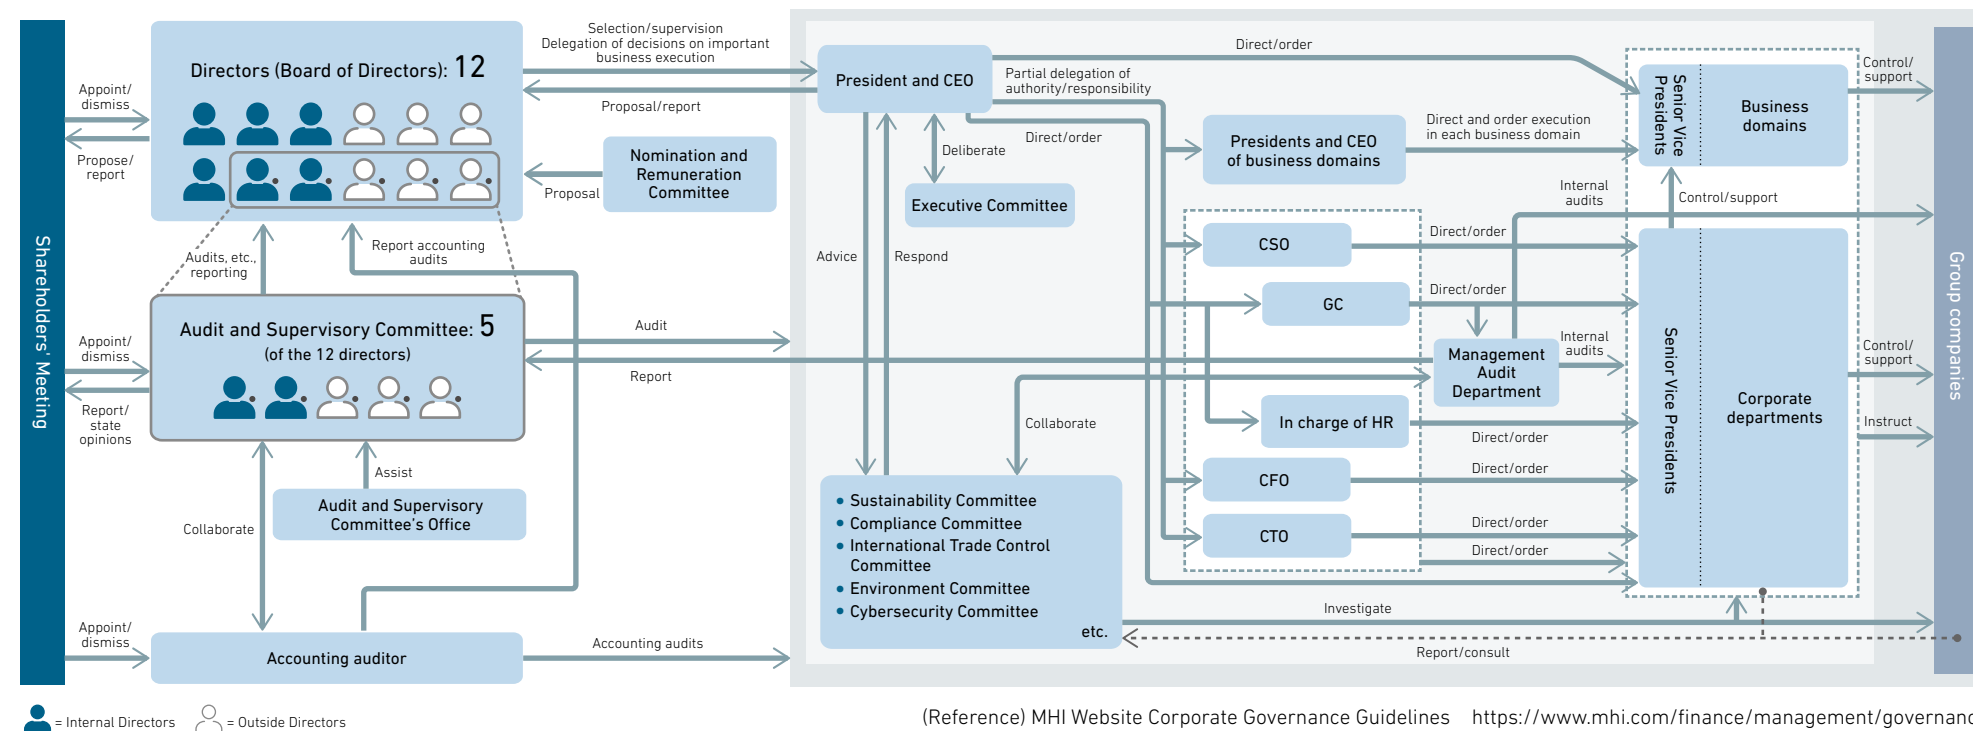 Shareholders' Meeting
Appoint/
dismiss
Propose/
report
Appoint/
dismiss
Report/
state
opinions
Appoint/
dismiss
Directors (Board of Directors): 12
Selection/supervision
Delegation of decisions on important
business execution
Proposal/report
Nomination and
Remuneration
Committee
Proposal
Audits, etc.,
reporting
Report accounting
audits
Audit and Supervisory Committee: 5
(of the 12 directors)
Audit
Report
Assist
Audit and Supervisory
Committee's Office
Collaborate
Accounting auditor
Accounting audits
President and CEO
Direct/order
Partial delegation of
authority/responsibility
Direct/order
Deliberate
Executive Committee
Advice
Respond
Presidents and CEO
of business domains
Direct and order execution
in each business domain
Senior Vice
Presidents
Business
domains
Control/
support
Internal
audits
Control/support
CSO
Direct/order
GC
Direct/order
Management
Audit
Department
Internal
audits
In charge of HR
Direct/order
CFO
Direct/order
CTO
Direct/order
Direct/order
Senior Vice Presidents
Corporate
departments
Control/
support
Instruct
Group companies
Collaborate
• Sustainability Committee
• Compliance Committee
• International Trade Control
Committee
• Environment Committee
• Cybersecurity Committee
etc.
Investigate
Report/consult
= Internal Directors
= Outside Directors
(Reference) MHI Website Corporate Governance Guidelines https://www.mhi.com/finance/management/governanc